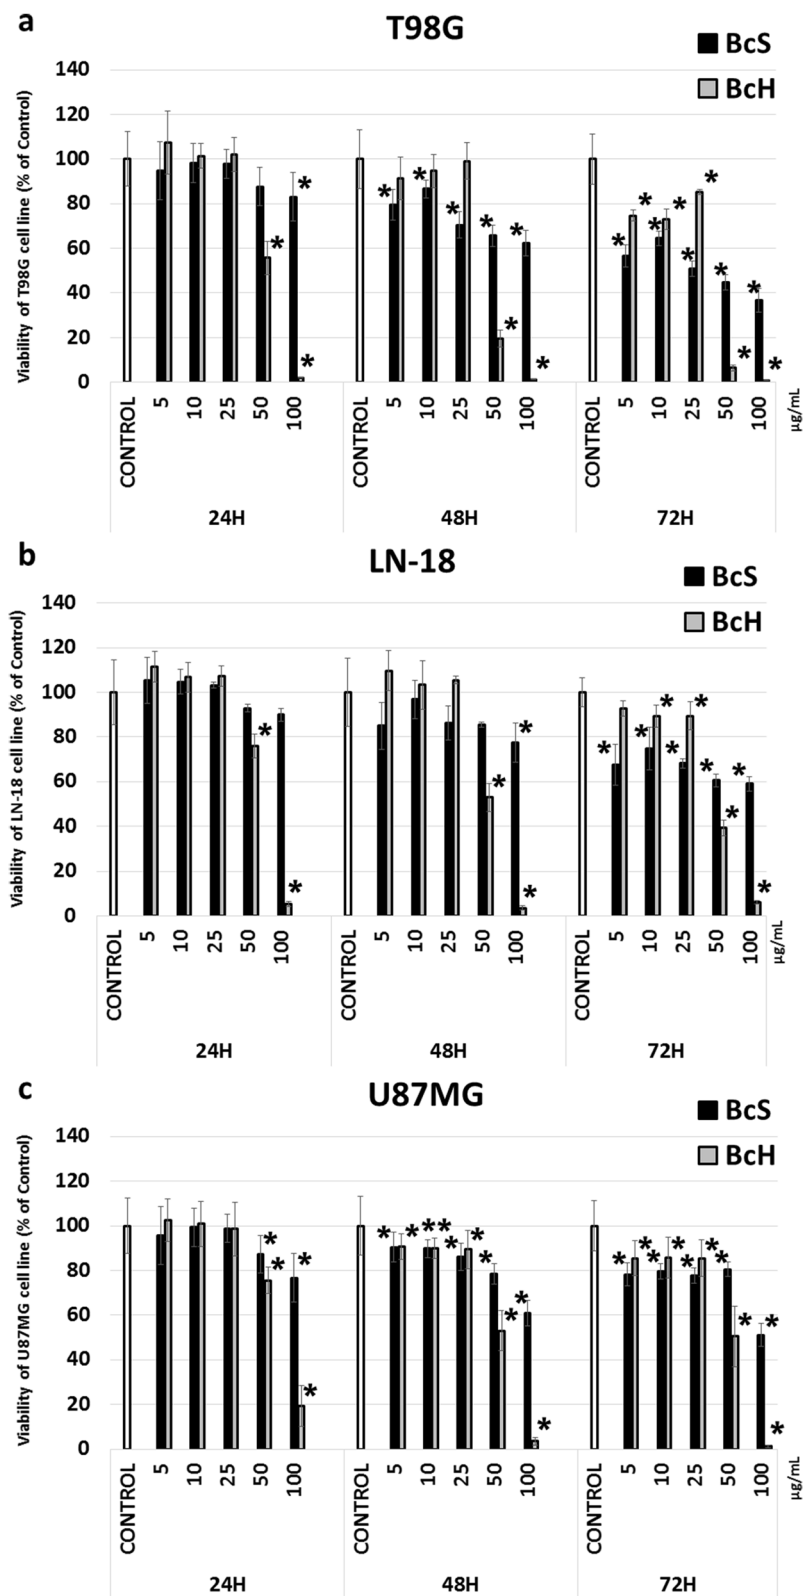 a
T98G
BcS
BcH
Viability of T98G cell line (% of Control)
140
120
100
80
60
40
20
0
* * * * * * * * * * * * * * * * * * *
CONTROL 5 10 25 50 100 CONTROL 5 10 25 50 100 CONTROL 5 10 25 50 100 µg/mL
24H 48H 72H
b
LN-18
BcS
BcH
Viability of LN-18 cell line (% of Control)
140
120
100
80
60
40
20
0
* * * * * * * * * * * * * *
CONTROL 5 10 25 50 100 CONTROL 5 10 25 50 100 CONTROL 5 10 25 50 100 µg/mL
24H 48H 72H
c
U87MG
BcS
BcH
Viability of U87MG cell line (% of Control)
140
120
100
80
60
40
20
0
* * * * * * * * * * * * * * * * * * * * * * * *
CONTROL 5 10 25 50 100 CONTROL 5 10 25 50 100 CONTROL 5 10 25 50 100 µg/mL
24H 48H 72H